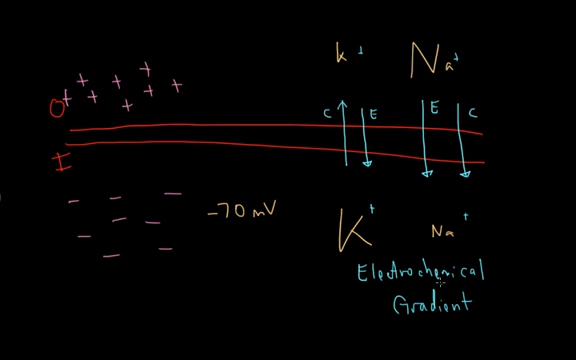 K+ Na+
O
C E E C
I
-70 mV
K+ Na+
Electrochemical
Gradient